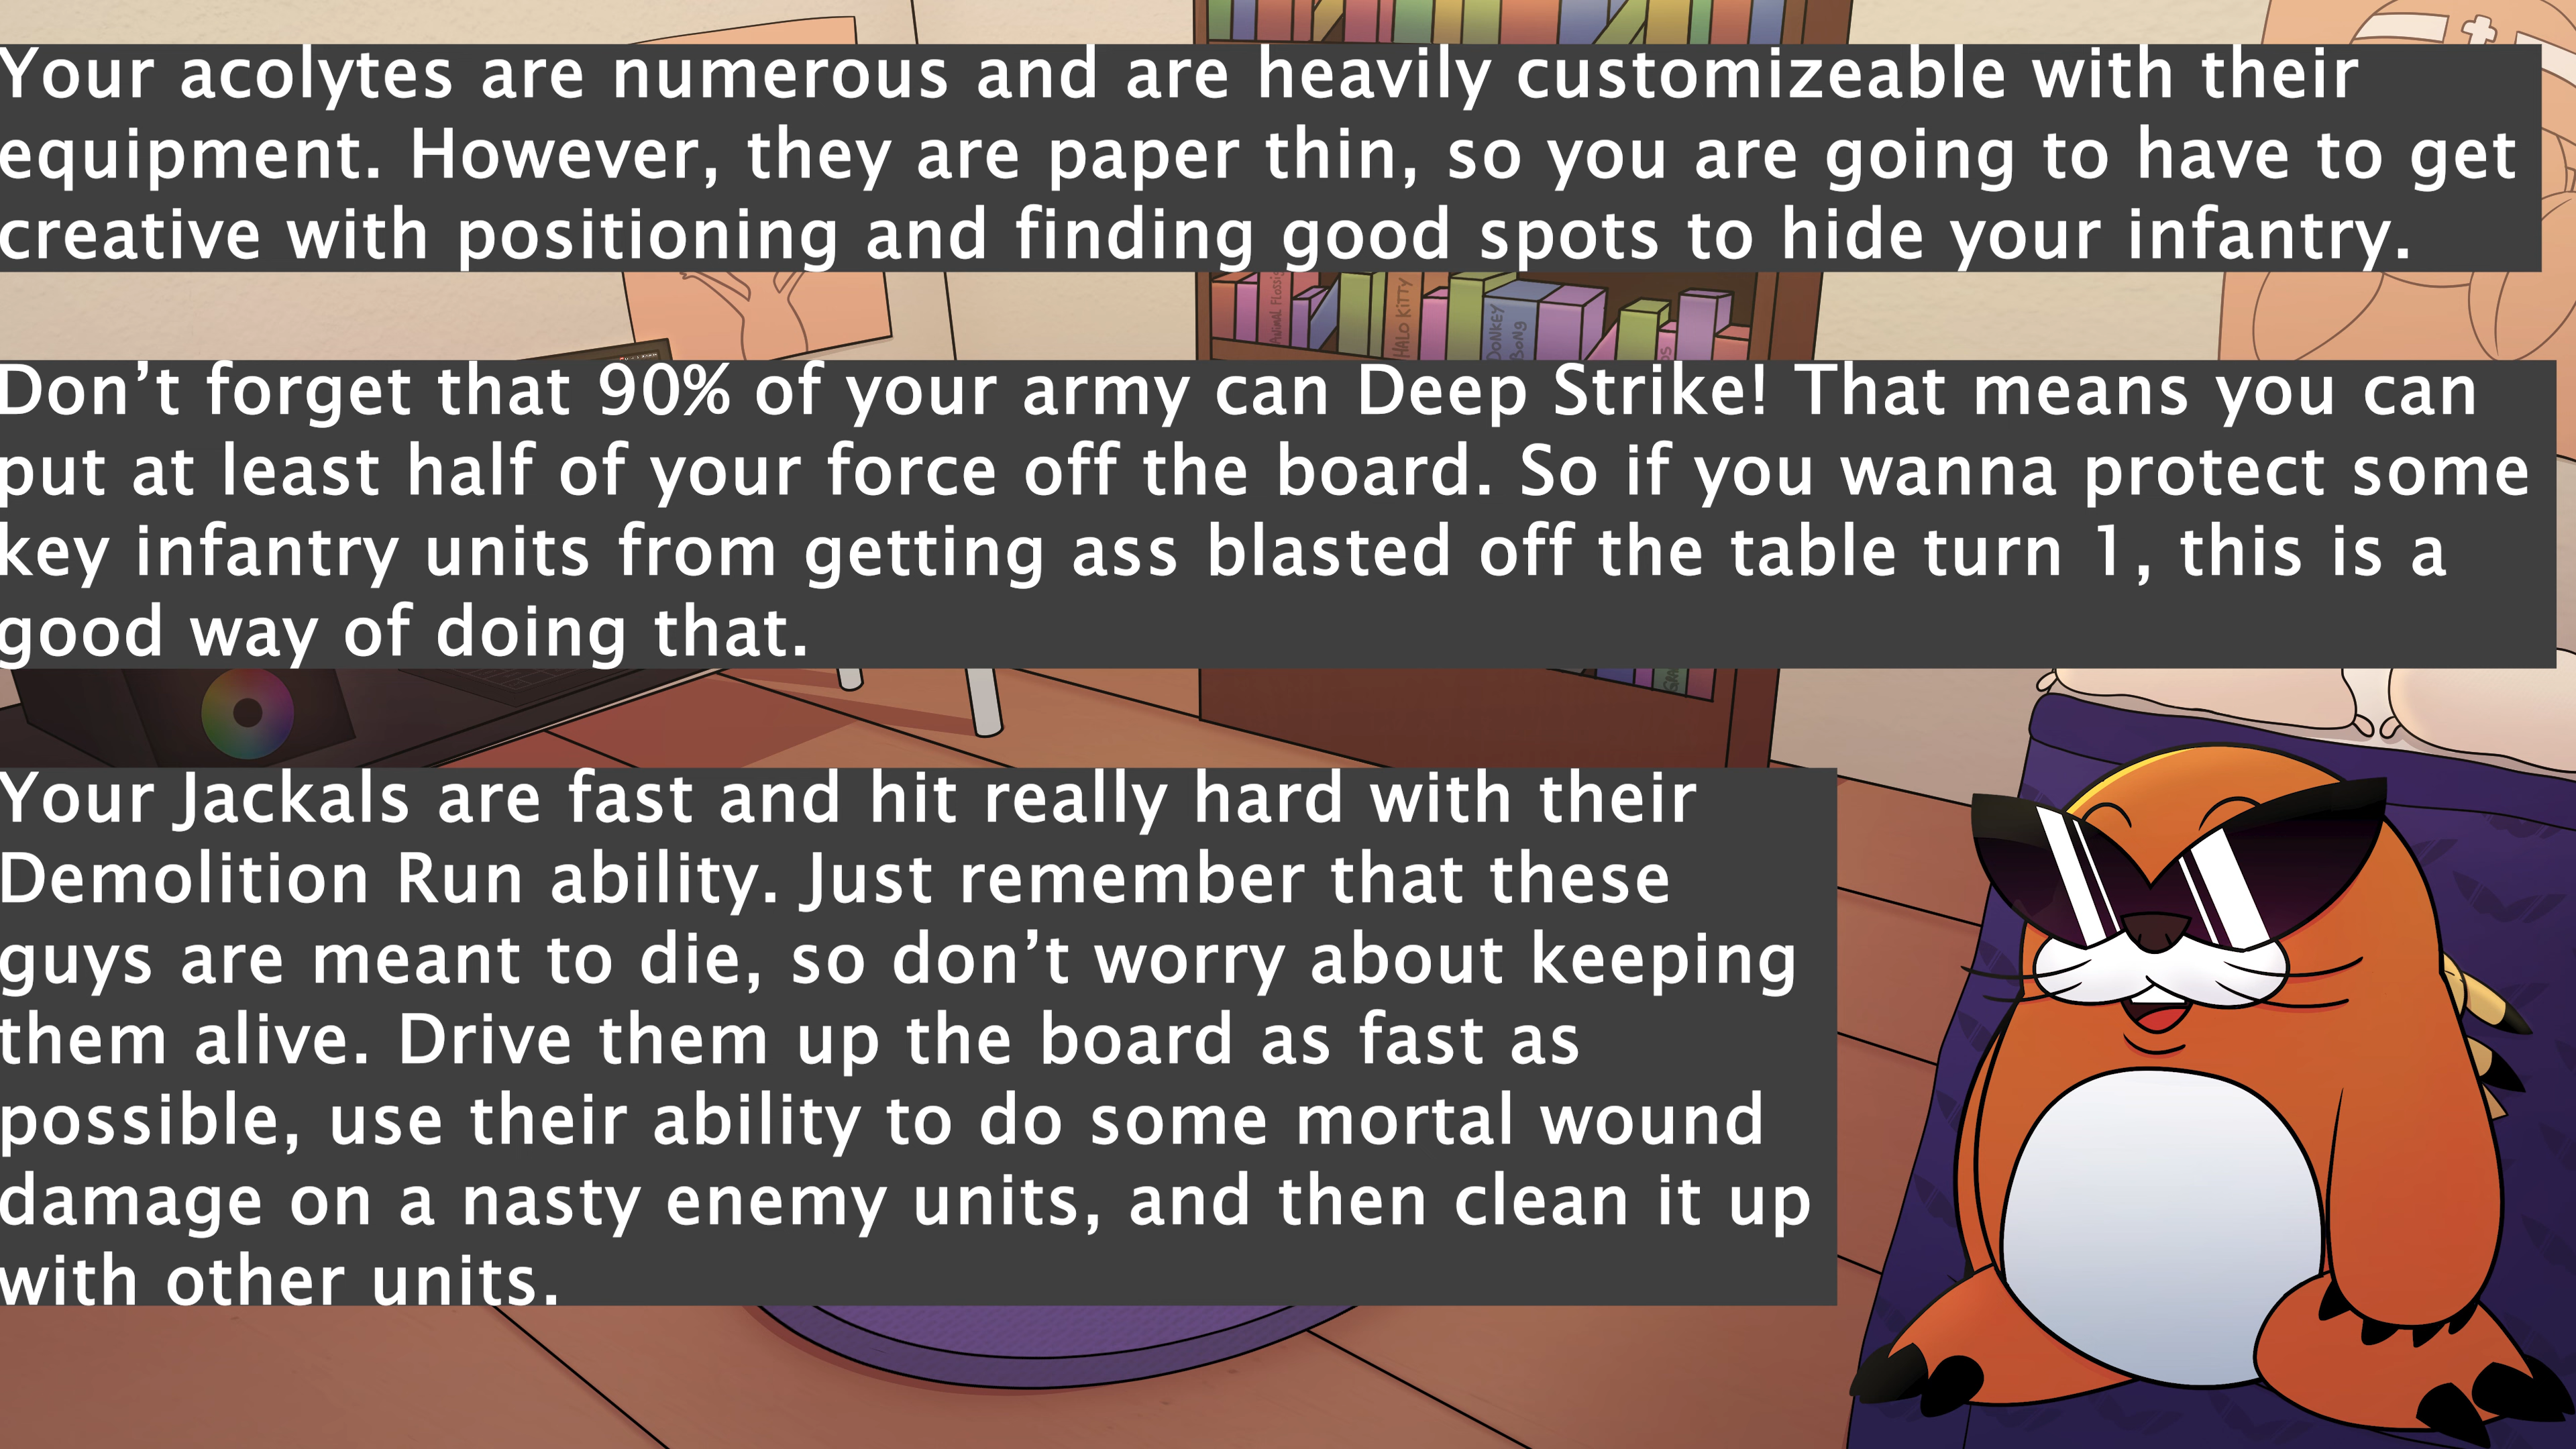 Your acolytes are numerous and are heavily customizeable with their
equipment. However, they are paper thin, so you are going to have to get
creative with positioning and finding good spots to hide your infantry.
ANIMAL Flossi
HALO KiTTY
DONKEY
BONG
Don’t forget that 90% of your army can Deep Strike! That means you can
put at least half of your force off the board. So if you wanna protect some
key infantry units from getting ass blasted off the table turn 1, this is a
good way of doing that.
Your Jackals are fast and hit really hard with their
Demolition Run ability. Just remember that these
guys are meant to die, so don’t worry about keeping
them alive. Drive them up the board as fast as
possible, use their ability to do some mortal wound
damage on a nasty enemy units, and then clean it up
with other units.